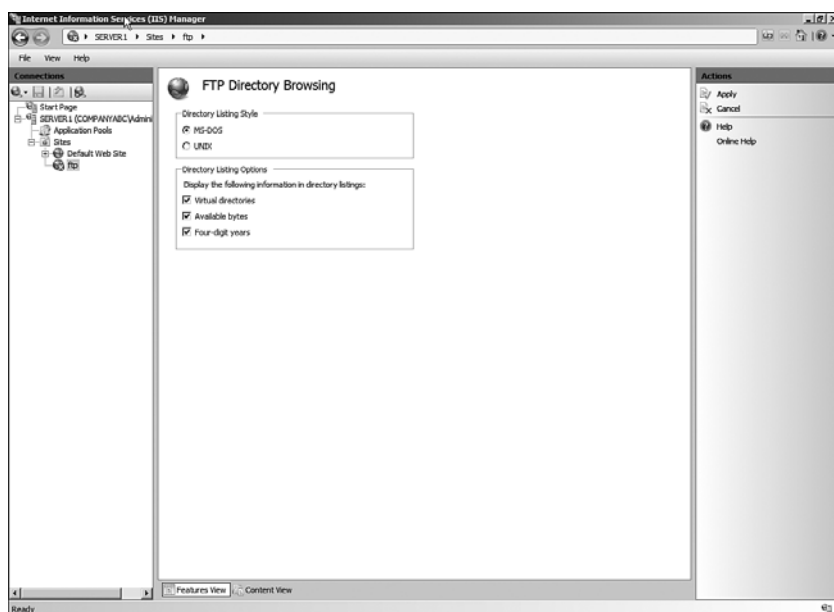 Internet Information Services (IIS) Manager
SERVER1 Sites ftp
File View Help
Connections
Start Page
SERVER1 (COMPANYABC\Admini
Application Pools
Sites
Default Web Site
ftp
FTP Directory Browsing
Directory Listing Style
MS-DOS
UNIX
Directory Listing Options
Display the following information in directory listings:
Virtual directories
Available bytes
Four-digit years
Features View Content View
Actions
Apply
Cancel
Help
Online Help
Ready